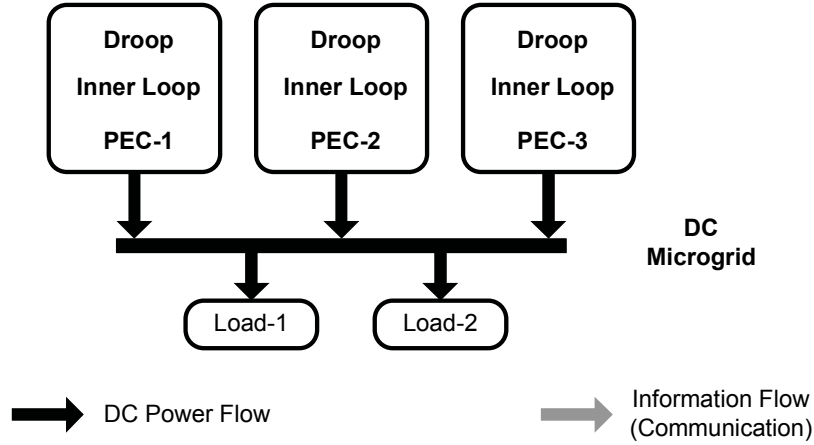 Droop
Inner Loop
PEC-1
Droop
Inner Loop
PEC-2
Droop
Inner Loop
PEC-3
DC
Microgrid
Load-1
Load-2
DC Power Flow
Information Flow
(Communication)